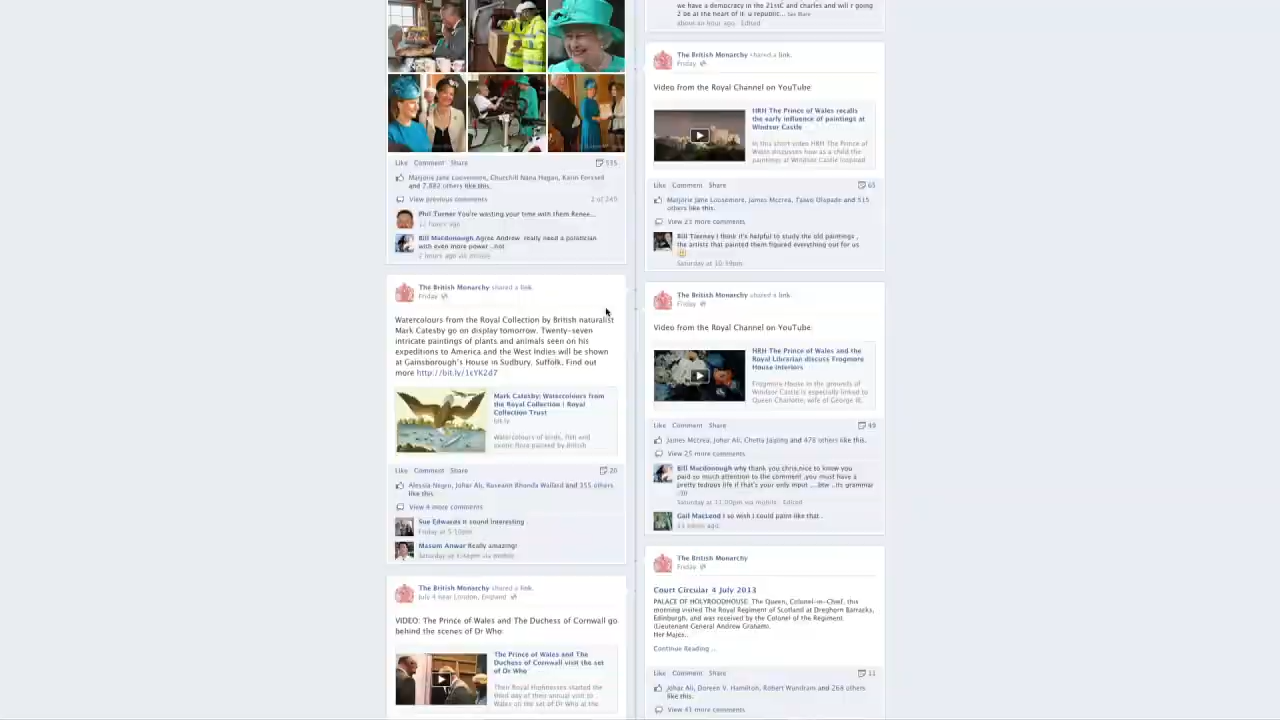 Like Comment Share 535
Marjorie Jane Loosemore, Churchill Nana Hagan, Karin Forssell
and 7,882 others like this.
View previous comments 2 of 240
Phil Turner You're wasting your time with them Renee...
12 hours ago
Bill Macdonough Agree Andrew, really need a politician
with even more power ..not
2 hours ago via mobile
The British Monarchy shared a link.
Friday
Watercolours from the Royal Collection by British naturalist
Mark Catesby go on display tomorrow. Twenty-seven
intricate paintings of plants and animals seen on his
expeditions to America and the West Indies will be shown
at Gainsborough's House in Sudbury, Suffolk. Find out
more http://bit.ly/1cYK2d7
Mark Catesby: Watercolours from
the Royal Collection | Royal
Collection Trust
bit.ly
Watercolours of birds, fish and
exotic flora painted by British
Like Comment Share 20
Alessia Negro, Johar Ali, Roseann Rhonda Wallard and 355 others
like this.
View 4 more comments
Sue Edwards It sound interesting .
Friday at 5:10pm
Masum Anwar Really amazing!
Saturday at via mobile
The British Monarchy shared a link.
July 4 near London, England
VIDEO: The Prince of Wales and The Duchess of Cornwall go
behind the scenes of Dr Who
The Prince of Wales and The
Duchess of Cornwall visit the set
of Dr Who
Their Royal Highnesses started the
third day of their annual visit to
Wales on the set of Dr Who at the
we have a democracy in the 21stC and charles and will r going
2 be at the heart of it. u republic... See More
about an hour ago · Edited
The British Monarchy shared a link.
Friday
Video from the Royal Channel on YouTube
HRH The Prince of Wales recalls
the early influence of paintings at
Windsor Castle
In this short video HRH The Prince of
Wales discusses how as a child the
paintings at Windsor Castle inspired
Like Comment Share 65
Marjorie Jane Loosemore, James Mccrea, Taiwo Olapade and 515
others like this.
View 23 more comments
Bill Tierney I think it's helpful to study the old paintings ,
the artists that painted them figured everything out for us
Saturday at 10:39pm
The British Monarchy shared a link.
Friday
Video from the Royal Channel on YouTube
HRH The Prince of Wales and the
Royal Librarian discuss Frogmore
House interiors
Frogmore House in the grounds of
Windsor Castle is especially linked to
Queen Charlotte, wife of George III,
Like Comment Share 49
James Mccrea, Johar Ali, Chetta and 478 others like this.
View 25 more comments
Bill Macdonough why thank you chris,nice to know you
paid so much attention to the comment ,you must have a
pretty tedious life if that's your only input ....btw ..its grammar
Saturday at 11:00pm via mobile · Edited
Gail MacLeod I so wish I could paint like that..
hours ago
The British Monarchy
Friday
Court Circular 4 July 2013
PALACE OF HOLYROODHOUSE: The Queen, Colonel-in-Chief, this
morning visited The Royal Regiment of Scotland at Dreghorn Barracks,
Edinburgh, and was received by the Colonel of the Regiment
(Lieutenant General Andrew Graham).
Her Majes...
Continue Reading ...
Like Comment Share 11
Johar Ali, Doreen V. Hamilton, Robert Wundram and 268 others
like this.
View 41 more comments